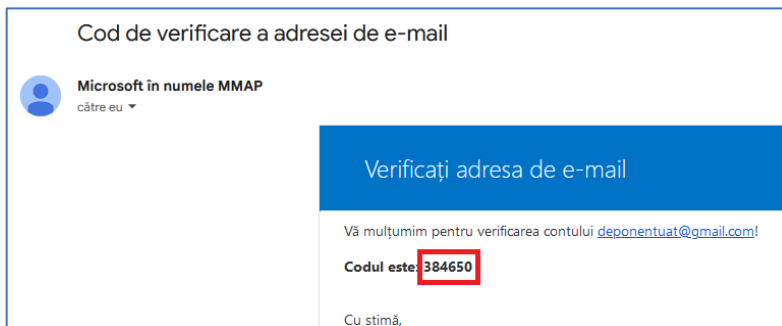 Cod de verificare a adresei de e-mail
Microsoft în numele MMAP
către eu
Verificați adresa de e-mail
Vă mulțumim pentru verificarea contului deponentuat@gmail.com!
Codul este: 384650
Cu stimă,